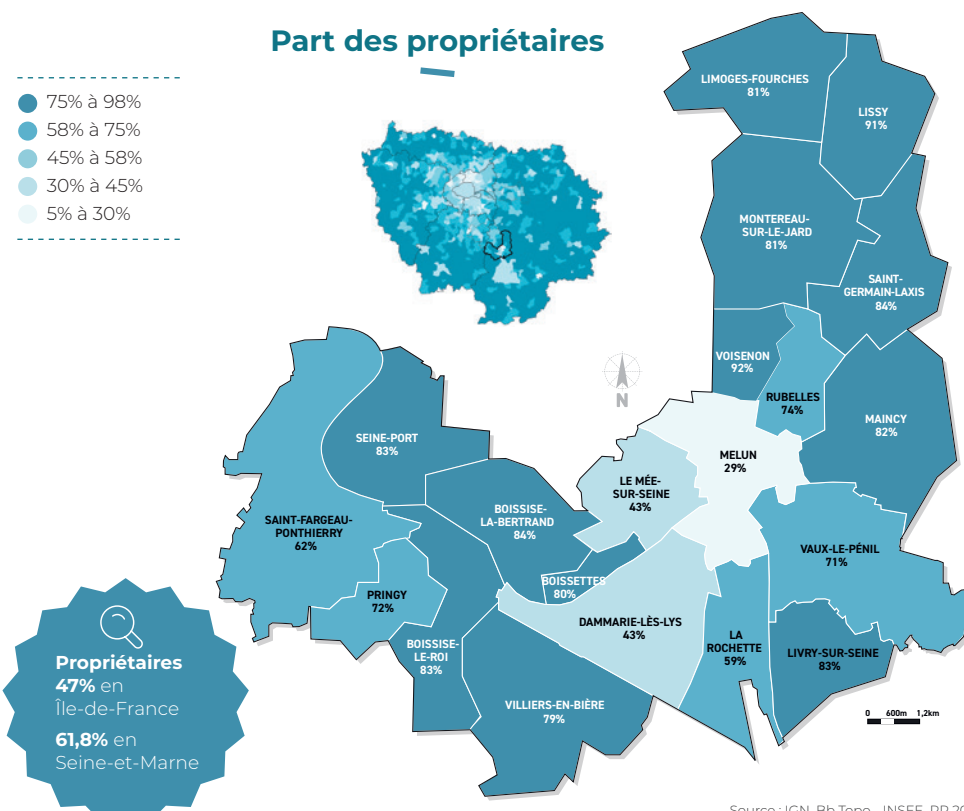 Part des propriétaires
75% à 98%
58% à 75%
45% à 58%
30% à 45%
5% à 30%
LIMOGES-FOURCHES
81%
LISSY
91%
MONTEREAU-
SUR-LE-JARD
81%
SAINT-
GERMAIN-LAXIS
84%
VOISENON
92%
RUBELLES
74%
MAINCY
82%
N
SEINE-PORT
83%
MELUN
29%
LE MÉE-
SUR-SEINE
43%
BOISSISE-
LA-BERTRAND
84%
SAINT-FARGEAU-
PONTHIERRY
62%
VAUX-LE-PÉNIL
71%
BOISSETTES
80%
PRINGY
72%
DAMMARIE-LÈS-LYS
43%
BOISSISE-
LE-ROI
83%
LA
ROCHETTE
59%
LIVRY-SUR-SEINE
83%
VILLIERS-EN-BIÈRE
79%
0 600m 1,2km
Propriétaires
47% en
Île-de-France
61,8% en
Seine-et-Marne